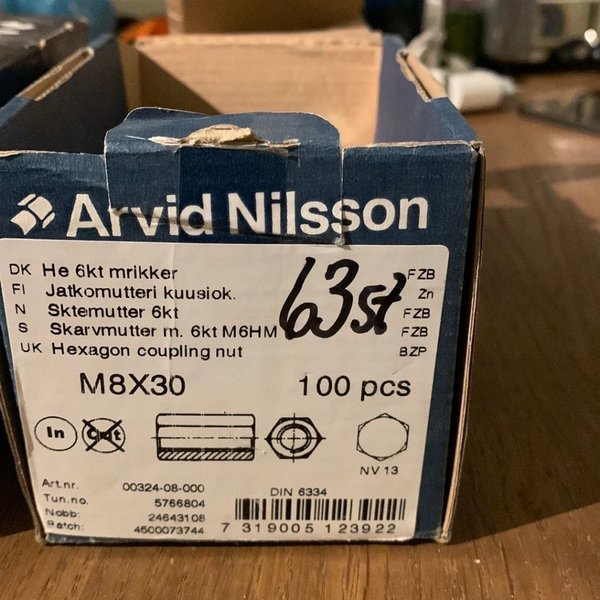 Arvid Nilsson
DK He 6kt mrikker FZB
FI Jatkomutteri kuusiok. Zn
N Sktemutter 6kt FZB
S Skarvmutter m. 6kt M6HM FZB
UK Hexagon coupling nut BZP
63st
M8X30 100 pcs
In Out
NV 13
Art.nr. 00324-08-000
Tun.no. 5766804
Nobb: 24643108
Batch: 4500073744
DIN 6334
7 319005 123922